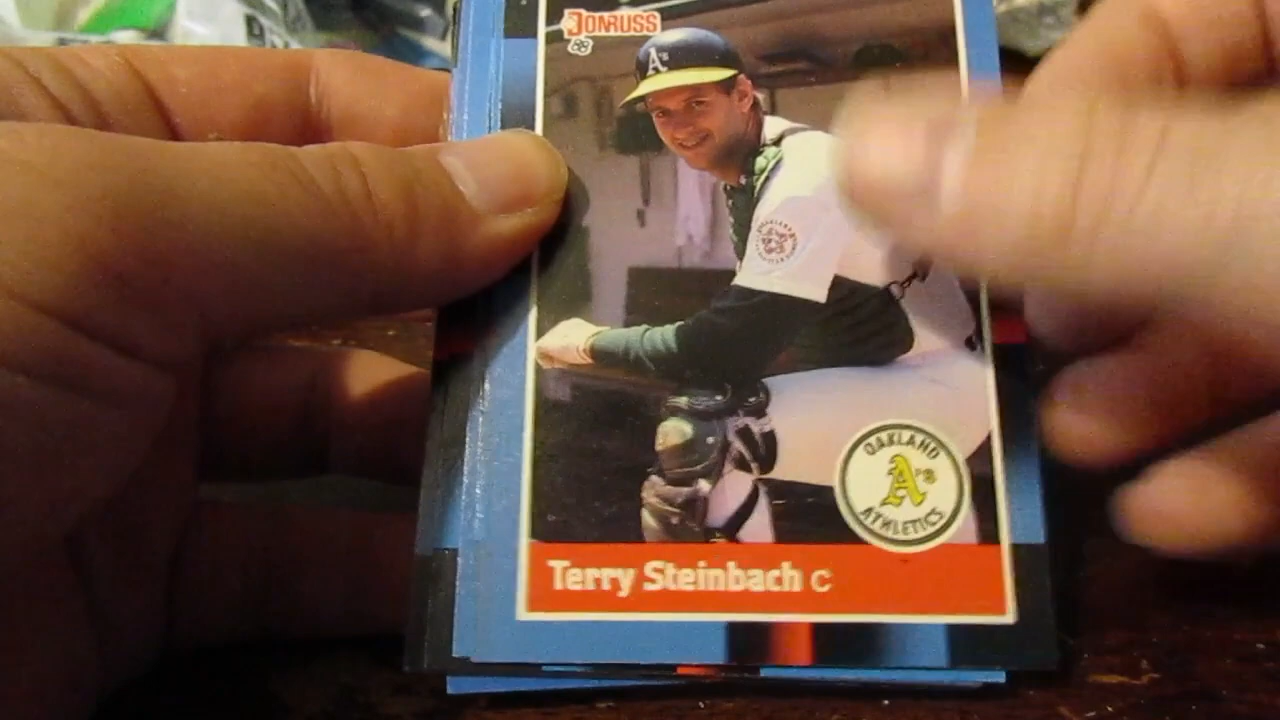 DONRUSS
'88
A's
OAKLAND
A's
ATHLETICS
Terry Steinbach C